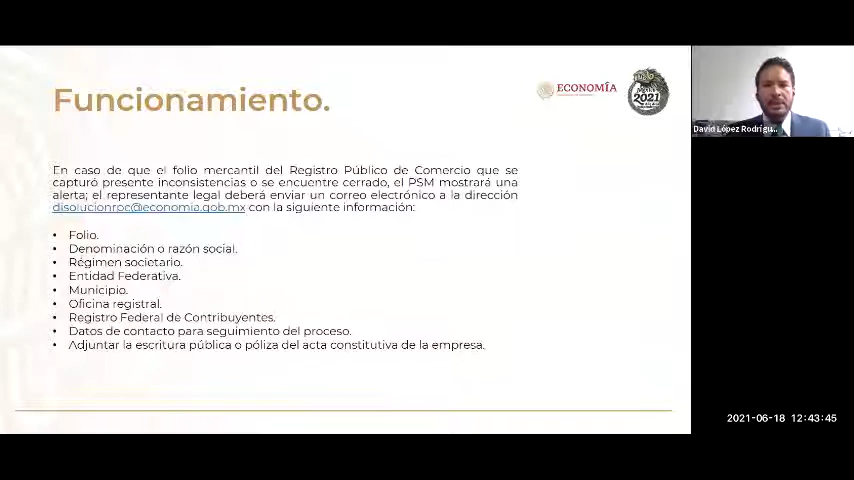 Funcionamiento.
ECONOMÍA
México
2021
En caso de que el folio mercantil del Registro Público de Comercio que se
capturó presente inconsistencias o se encuentre cerrado, el PSM mostrará una
alerta; el representante legal deberá enviar un correo electrónico a la dirección
disolucionrpc@economia.gob.mx con la siguiente información:
• Folio.
• Denominación o razón social.
• Régimen societario.
• Entidad Federativa.
• Municipio.
• Oficina registral.
• Registro Federal de Contribuyentes.
• Datos de contacto para seguimiento del proceso.
• Adjuntar la escritura pública o póliza del acta constitutiva de la empresa.
David López Rodrígu...
2021-06-18 12:43:45